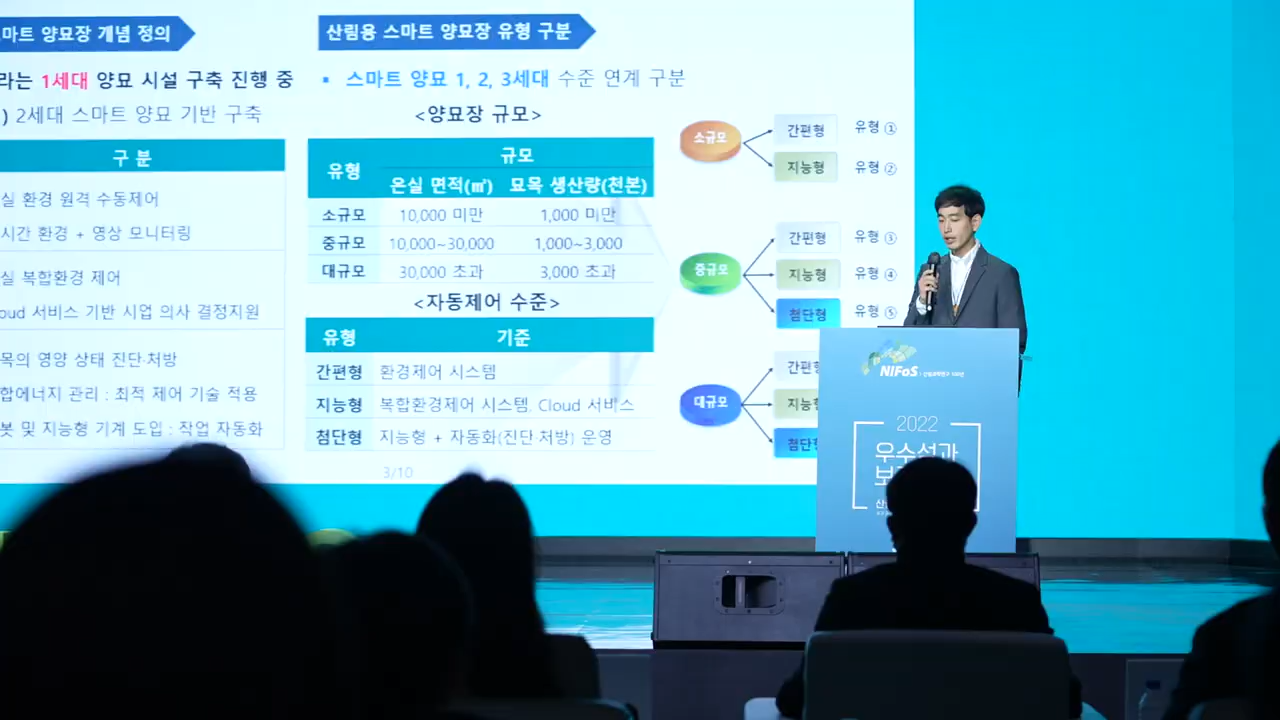 마트 양묘장 개념 정의
라는 1세대 양묘 시설 구축 진행 중
) 2세대 스마트 양묘 기반 구축
구 분
실 환경 원격 수동제어
시간 환경 + 영상 모니터링
실 복합환경 제어
oud 서비스 기반 시업 의사 결정지원
목의 영양 상태 진단·처방
합에너지 관리 : 최적 제어 기술 적용
봇 및 지능형 기계 도입 : 작업 자동화
산림용 스마트 양묘장 유형 구분
▪ 스마트 양묘 1, 2, 3세대 수준 연계 구분
<양묘장 규모>
유형 규모
온실 면적(㎡) 묘목 생산량(천본)
소규모 10,000 미만 1,000 미만
중규모 10,000~30,000 1,000~3,000
대규모 30,000 초과 3,000 초과
<자동제어 수준>
유형 기준
간편형 환경제어 시스템
지능형 복합환경제어 시스템. Cloud 서비스
첨단형 지능형 + 자동화(진단·처방) 운영
3/10
소규모
간편형 유형 ①
지능형 유형 ②
중규모
간편형 유형 ③
지능형 유형 ④
첨단형 유형 ⑤
대규모
간편형
지능형
첨단형
NIFoS
2022
우수성과
보
산